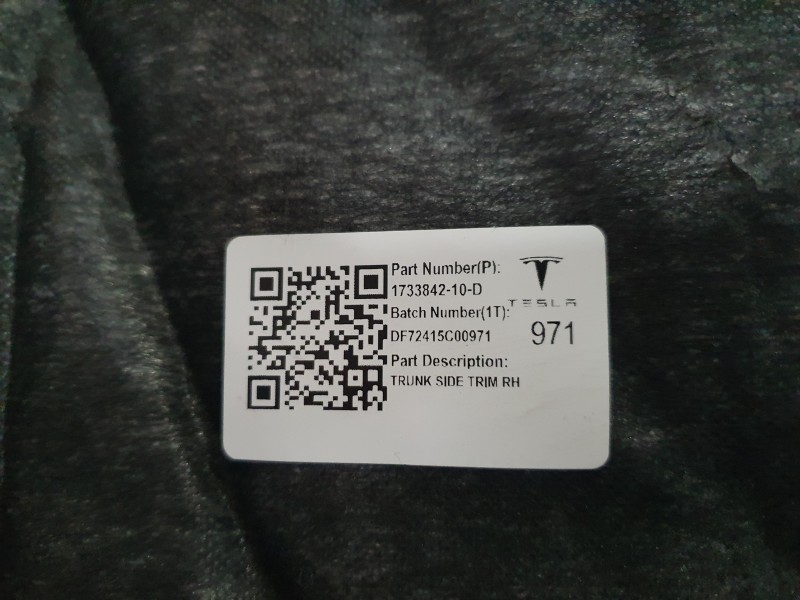 Part Number(P):
1733842-10-D
TESLA
Batch Number(1T):
DF72415C00971
971
Part Description:
TRUNK SIDE TRIM RH